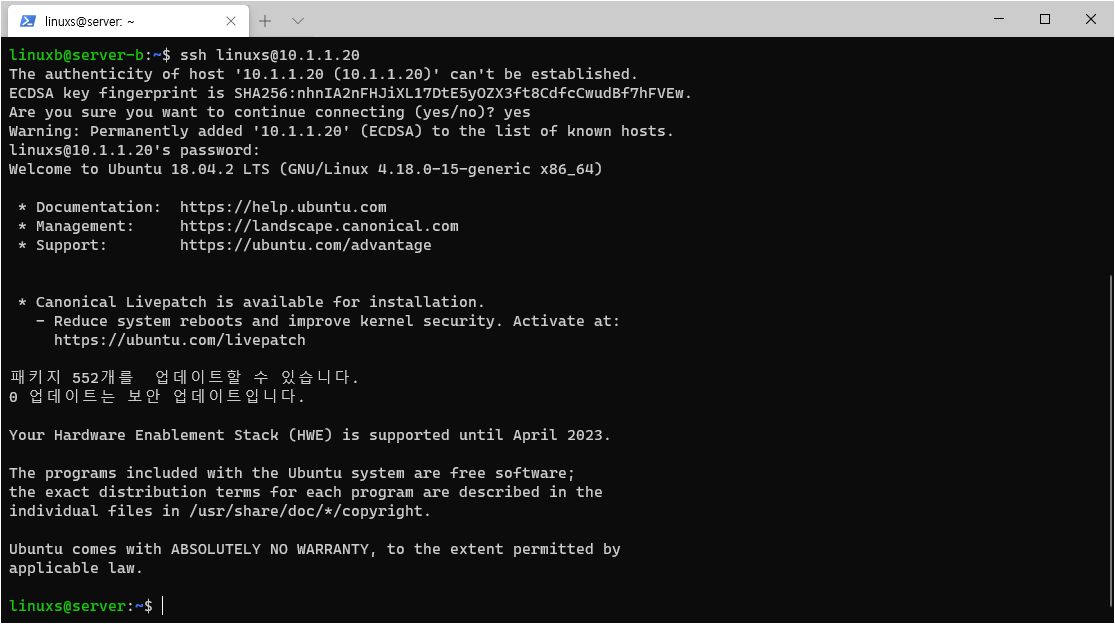 linuxs@server: ~
linuxb@server-b:~$ ssh linuxs@10.1.1.20
The authenticity of host '10.1.1.20 (10.1.1.20)' can't be established.
ECDSA key fingerprint is SHA256:nhnIA2nFHJiXL17DtE5yOZX3ft8CdfcCwudBf7hFVEw.
Are you sure you want to continue connecting (yes/no)? yes
Warning: Permanently added '10.1.1.20' (ECDSA) to the list of known hosts.
linuxs@10.1.1.20's password:
Welcome to Ubuntu 18.04.2 LTS (GNU/Linux 4.18.0-15-generic x86_64)
* Documentation:  https://help.ubuntu.com
* Management:     https://landscape.canonical.com
* Support:        https://ubuntu.com/advantage
* Canonical Livepatch is available for installation.
- Reduce system reboots and improve kernel security. Activate at:
https://ubuntu.com/livepatch
패키지 552개를  업데이트할 수 있습니다.
0 업데이트는 보안 업데이트입니다.
Your Hardware Enablement Stack (HWE) is supported until April 2023.
The programs included with the Ubuntu system are free software;
the exact distribution terms for each program are described in the
individual files in /usr/share/doc/*/copyright.
Ubuntu comes with ABSOLUTELY NO WARRANTY, to the extent permitted by
applicable law.
linuxs@server:~$